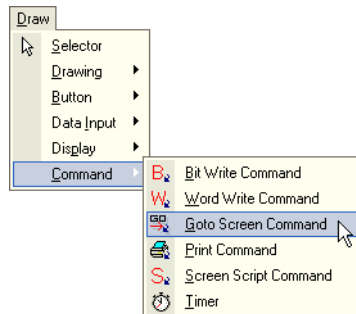 Draw
Selector
Drawing
Button
Data Input
Display
Command
B Bit Write Command
W Word Write Command
GO Goto Screen Command
Print Command
S Screen Script Command
Timer